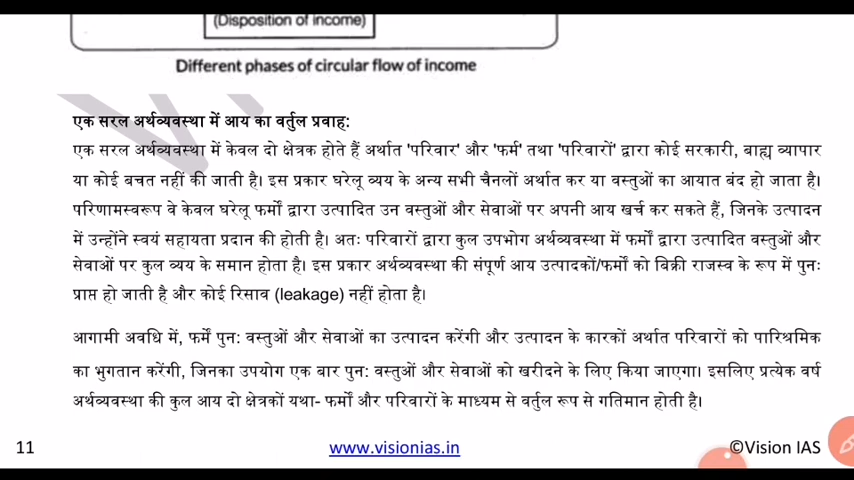 (Disposition of income)
Different phases of circular flow of income
एक सरल अर्थव्यवस्था में आय का वर्तुल प्रवाह:
एक सरल अर्थव्यवस्था में केवल दो क्षेत्रक होते हैं अर्थात 'परिवार' और 'फर्म' तथा 'परिवारों' द्वारा कोई सरकारी, बाह्य व्यापार
या कोई बचत नहीं की जाती है। इस प्रकार घरेलू व्यय के अन्य सभी चैनलों अर्थात कर या वस्तुओं का आयात बंद हो जाता है।
परिणामस्वरूप वे केवल घरेलू फर्मों द्वारा उत्पादित उन वस्तुओं और सेवाओं पर अपनी आय खर्च कर सकते हैं, जिनके उत्पादन
में उन्होंने स्वयं सहायता प्रदान की होती है। अतः परिवारों द्वारा कुल उपभोग अर्थव्यवस्था में फर्मों द्वारा उत्पादित वस्तुओं और
सेवाओं पर कुल व्यय के समान होता है। इस प्रकार अर्थव्यवस्था की संपूर्ण आय उत्पादकों/फर्मों को बिक्री राजस्व के रूप में पुनः
प्राप्त हो जाती है और कोई रिसाव (leakage) नहीं होता है।
आगामी अवधि में, फर्में पुन: वस्तुओं और सेवाओं का उत्पादन करेंगी और उत्पादन के कारकों अर्थात परिवारों को पारिश्रमिक
का भुगतान करेंगी, जिनका उपयोग एक बार पुन: वस्तुओं और सेवाओं को खरीदने के लिए किया जाएगा। इसलिए प्रत्येक वर्ष
अर्थव्यवस्था की कुल आय दो क्षेत्रकों यथा- फर्मों और परिवारों के माध्यम से वर्तुल रूप से गतिमान होती है।
11 www.visionias.in ©Vision IAS